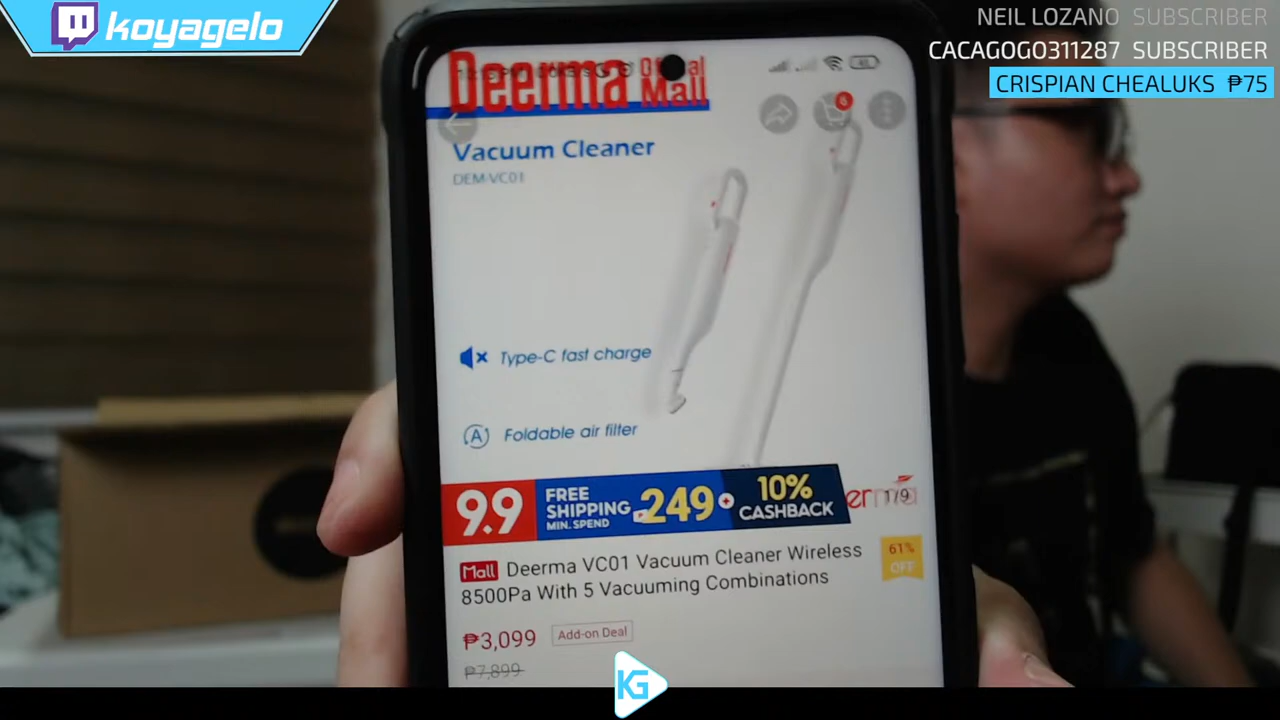 koyagelo
NEIL LOZANO SUBSCRIBER
CACAGOGO311287 SUBSCRIBER
CRISPIAN CHEALUKS ₱75
Deerma Mall
6
Vacuum Cleaner
DEM-VC01
Type-C fast charge
A Foldable air filter
9.9
FREE SHIPPING MIN. SPEND ₱249 + 10% CASHBACK
1/9
Mall Deerma VC01 Vacuum Cleaner Wireless
8500Pa With 5 Vacuuming Combinations
61% OFF
₱3,099 Add-on Deal
₱7,899
KG